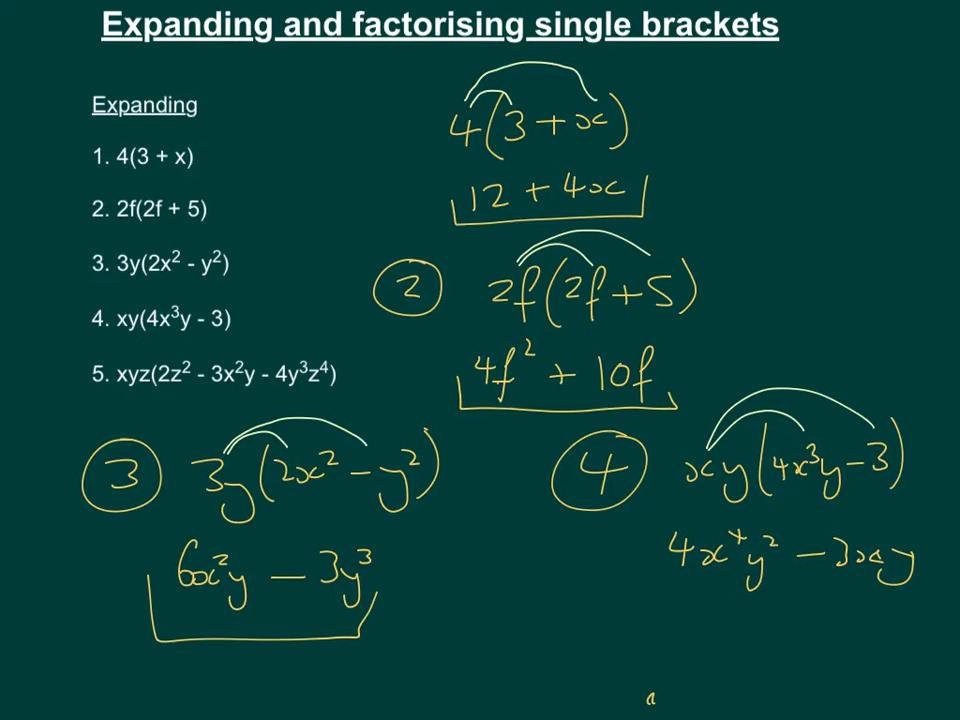 Expanding and factorising single brackets
Expanding
1. 4(3 + x)
2. 2f(2f + 5)
3. 3y(2x² - y²)
4. xy(4x³y - 3)
5. xyz(2z² - 3x²y - 4y³z⁴)
4(3 + x)
12 + 4x
2 2f(2f + 5)
4f² + 10f
3 3y(2x² - y²)
6x²y - 3y³
4 xy(4x³y - 3)
4x⁴y² - 3xy